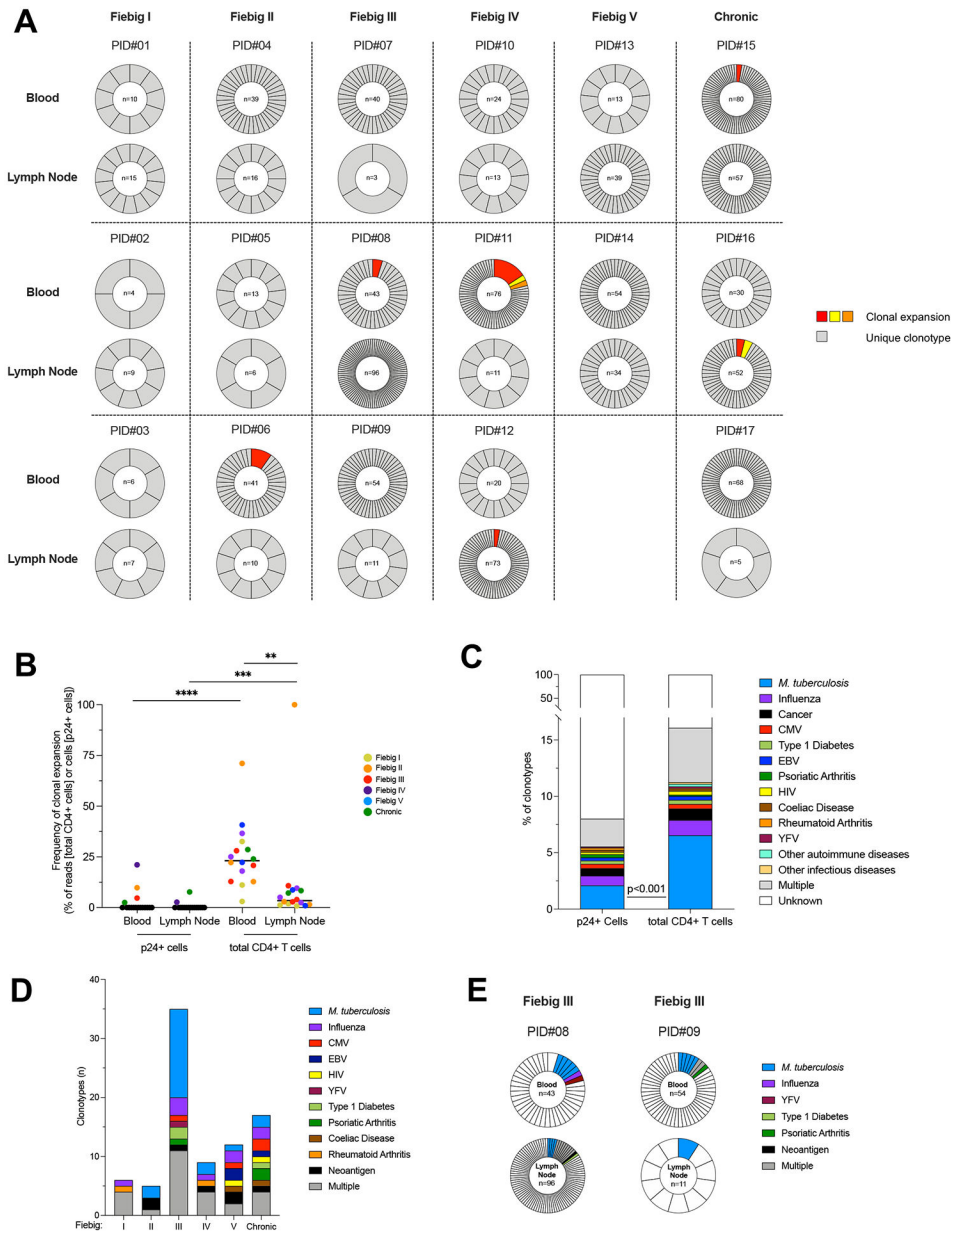 A
Fiebig I Fiebig II Fiebig III Fiebig IV Fiebig V Chronic
PID#01 PID#04 PID#07 PID#10 PID#13 PID#15
Blood n=10 n=39 n=40 n=24 n=13 n=80
Lymph Node n=15 n=16 n=3 n=13 n=39 n=57
PID#02 PID#05 PID#08 PID#11 PID#14 PID#16
Blood n=4 n=13 n=43 n=76 n=54 n=30
Lymph Node n=9 n=6 n=96 n=11 n=34 n=52
Clonal expansion
Unique clonotype
PID#03 PID#06 PID#09 PID#12 PID#17
Blood n=6 n=41 n=54 n=20 n=68
Lymph Node n=7 n=10 n=11 n=73 n=5
B
Frequency of clonal expansion
(% of reads [total CD4+ cells] or cells [p24+ cells])
100
75
50
25
0
**
***
****
Blood Lymph Node Blood Lymph Node
p24+ cells total CD4+ T cells
Fiebig I
Fiebig II
Fiebig III
Fiebig IV
Fiebig V
Chronic
C
% of clonotypes
100
50
15
10
5
0
p<0.001
p24+ Cells total CD4+ T cells
M. tuberculosis
Influenza
Cancer
CMV
Type 1 Diabetes
EBV
Psoriatic Arthritis
HIV
Coeliac Disease
Rheumatoid Arthritis
YFV
Other autoimmune diseases
Other infectious diseases
Multiple
Unknown
D
Clonotypes (n)
40
30
20
10
0
Fiebig: I II III IV V Chronic
M. tuberculosis
Influenza
CMV
EBV
HIV
YFV
Type 1 Diabetes
Psoriatic Arthritis
Coeliac Disease
Rheumatoid Arthritis
Neoantigen
Multiple
E
Fiebig III Fiebig III
PID#08 PID#09
Blood Blood
n=43 n=54
Lymph Lymph
Node Node
n=96 n=11
M. tuberculosis
Influenza
YFV
Type 1 Diabetes
Psoriatic Arthritis
Neoantigen
Multiple